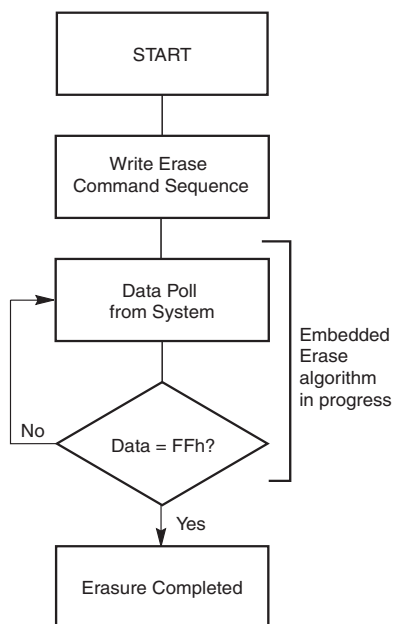 START
Write Erase
Command Sequence
Data Poll
from System
Embedded
Erase
algorithm
in progress
No
Data = FFh?
Yes
Erasure Completed